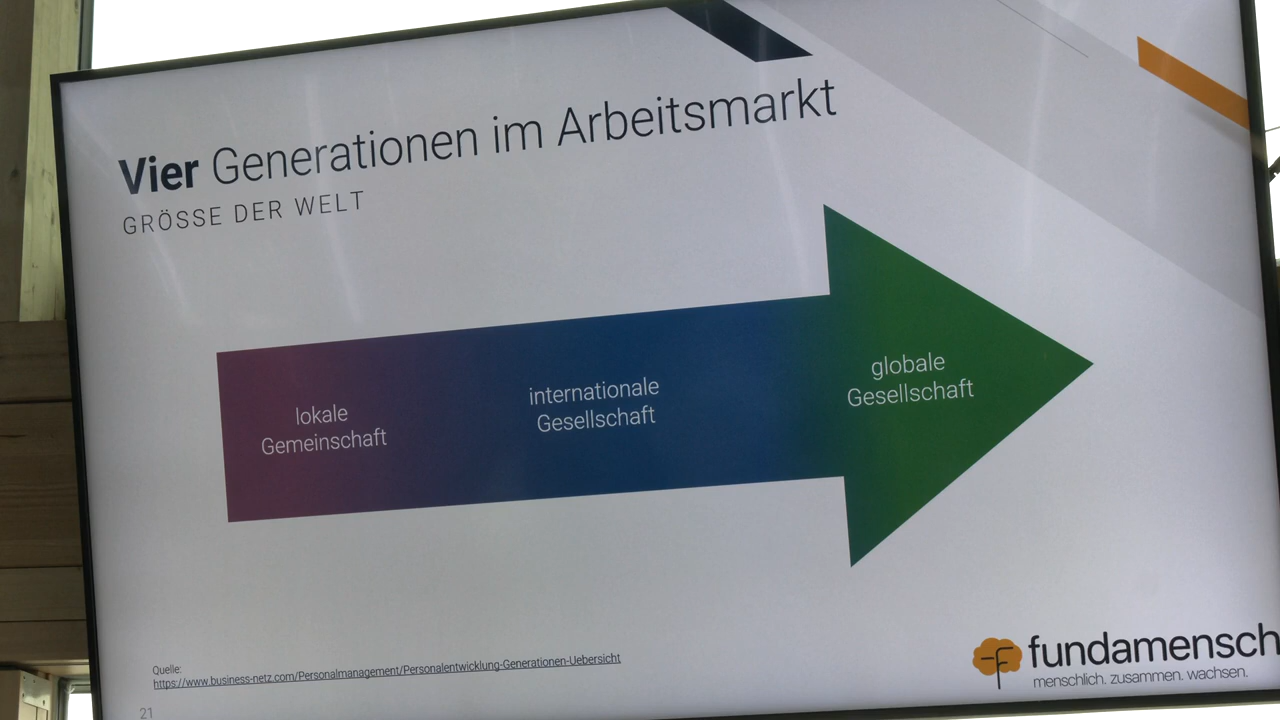 Vier Generationen im Arbeitsmarkt
GRÖSSE DER WELT
lokale
Gemeinschaft
internationale
Gesellschaft
globale
Gesellschaft
Quelle:
https://www.business-netz.com/Personalmanagement/Personalentwicklung-Generationen-Uebersicht
21
fundamensch
menschlich. zusammen. wachsen.